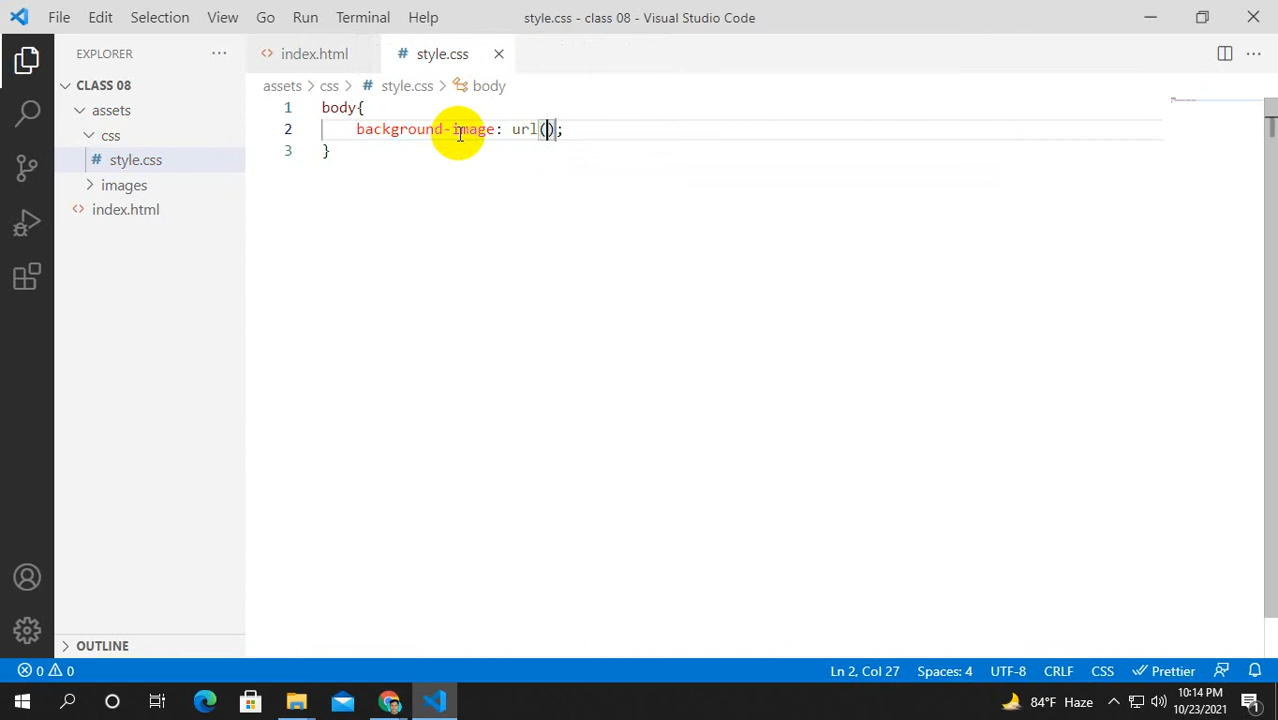 File Edit Selection View Go Run Terminal Help style.css - class 08 - Visual Studio Code
EXPLORER ··· <> index.html # style.css ×
CLASS 08
assets > css > # style.css > body
assets
css
# style.css
images
<> index.html
1 body{
2 background-image: url();
3 }
OUTLINE
0 0 Ln 2, Col 27 Spaces: 4 UTF-8 CRLF CSS Prettier
84°F Haze 10:14 PM
10/23/2021
1